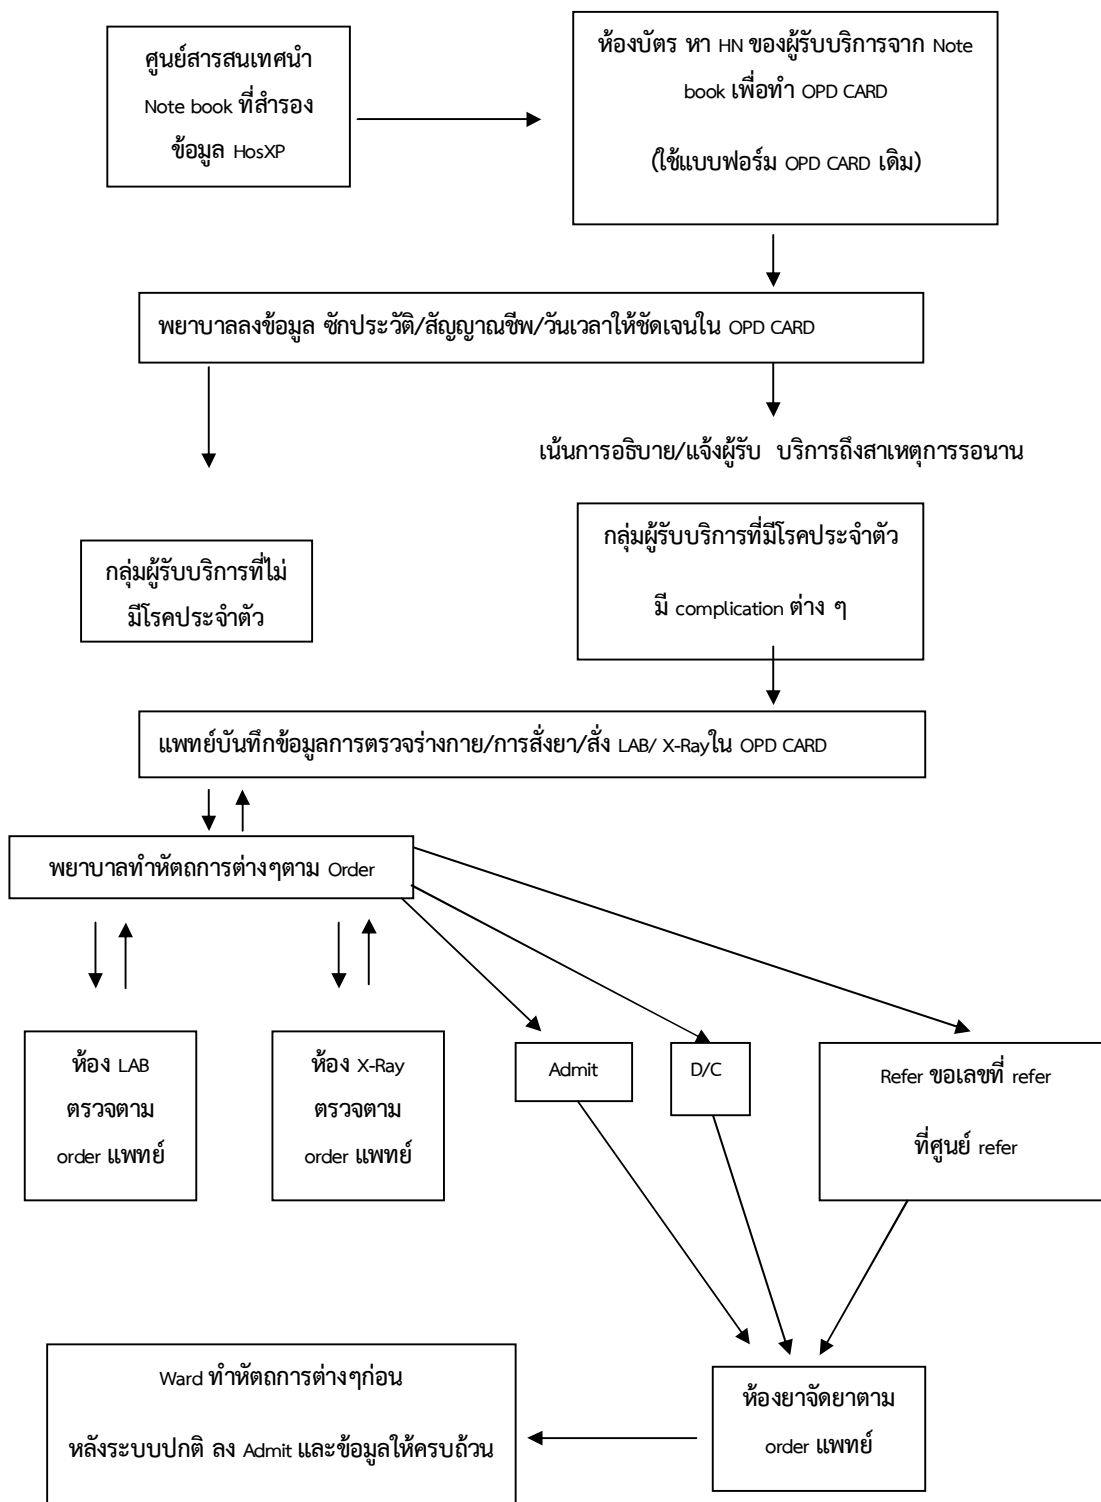 ศูนย์สารสนเทศนำ
Note book ที่สำรอง
ข้อมูล HosXP
ห้องบัตร หา HN ของผู้รับบริการจาก Note
book เพื่อทำ OPD CARD
(ใช้แบบฟอร์ม OPD CARD เดิม)
พยาบาลลงข้อมูล ซักประวัติ/สัญญาณชีพ/วันเวลาให้ชัดเจนใน OPD CARD
เน้นการอธิบาย/แจ้งผู้รับ บริการถึงสาเหตุการรอนาน
กลุ่มผู้รับบริการที่ไม่
มีโรคประจำตัว
กลุ่มผู้รับบริการที่มีโรคประจำตัว
มี complication ต่าง ๆ
แพทย์บันทึกข้อมูลการตรวจร่างกาย/การสั่งยา/สั่ง LAB/ X-Rayใน OPD CARD
พยาบาลทำหัตถการต่างๆตาม Order
ห้อง LAB
ตรวจตาม
order แพทย์
ห้อง X-Ray
ตรวจตาม
order แพทย์
Admit
D/C
Refer ขอเลขที่ refer
ที่ศูนย์ refer
Ward ทำหัตถการต่างๆก่อน
หลังระบบปกติ ลง Admit และข้อมูลให้ครบถ้วน
ห้องยาจัดยาตาม
order แพทย์